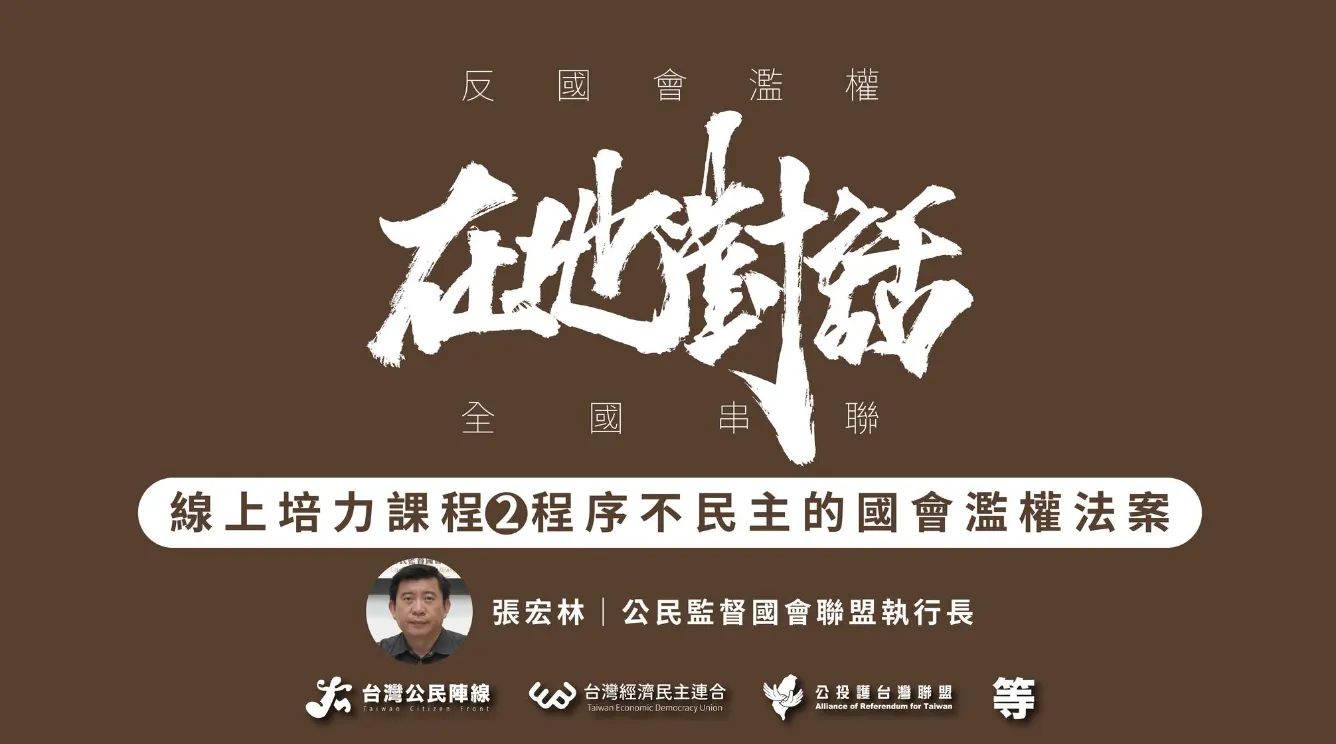 反國會濫權
在地對話
全國串聯
線上培力課程❷程序不民主的國會濫權法案
張宏林｜公民監督國會聯盟執行長
台灣公民陣線
Taiwan Citizen Front
台灣經濟民主連合
Taiwan Economic Democracy Union
公投護台灣聯盟
Alliance of Referendum for Taiwan
等